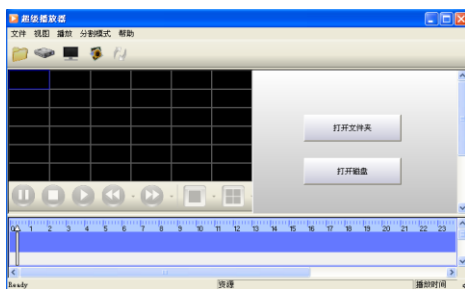 超级播放器
文件 视图 播放 分割模式 帮助
打开文件夹
打开磁盘
0 1 2 3 4 5 6 7 8 9 10 11 12 13 14 15 16 17 18 19 20 21 22 23
Ready 资源 播放时间